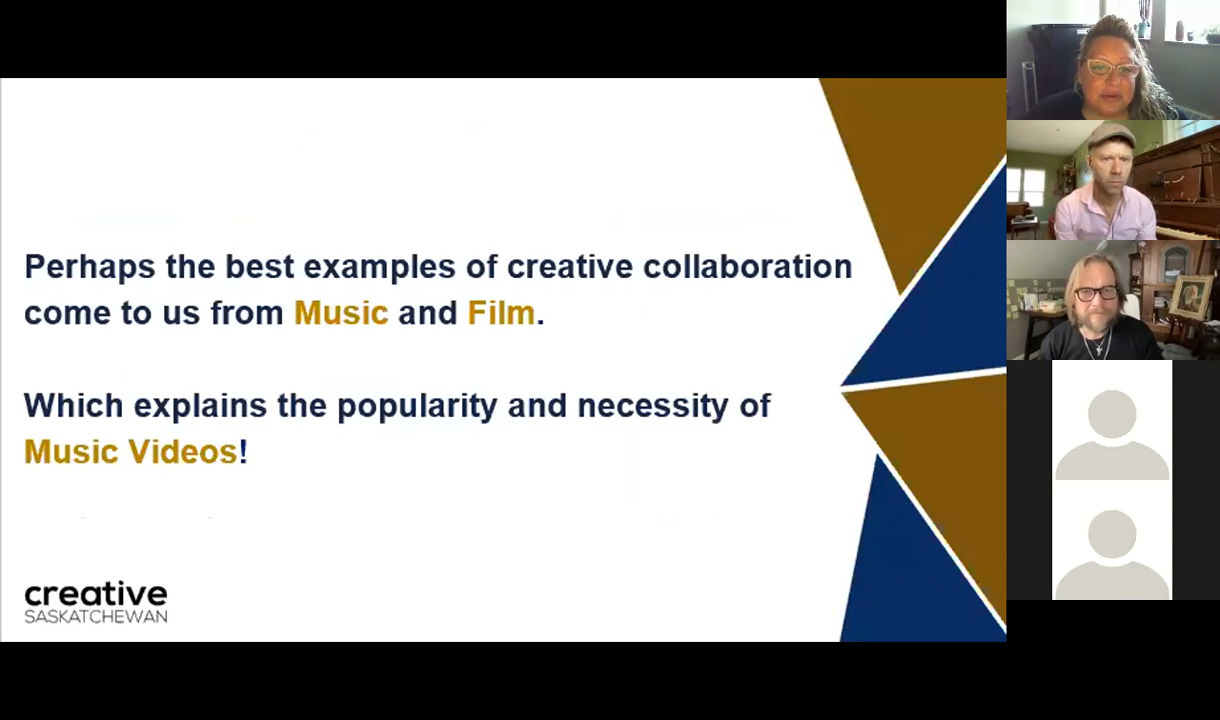 Perhaps the best examples of creative collaboration
come to us from Music and Film.
Which explains the popularity and necessity of
Music Videos!
creative
SASKATCHEWAN